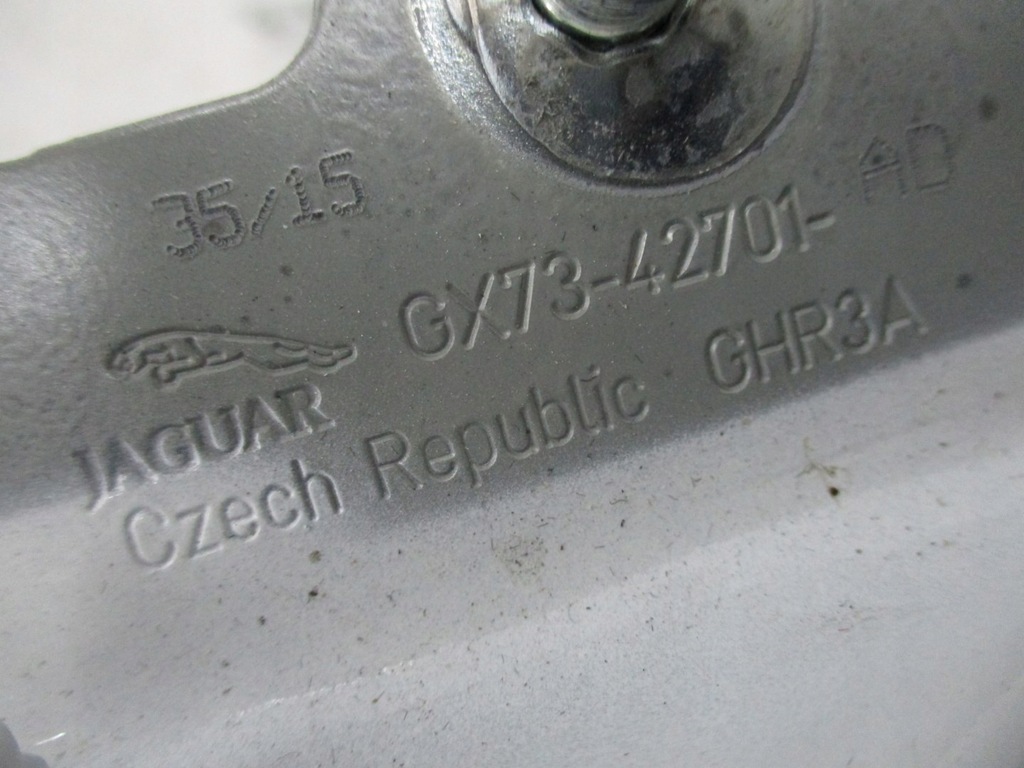 35/15
GX73-42701-AD
JAGUAR
Czech Republic GHR3A